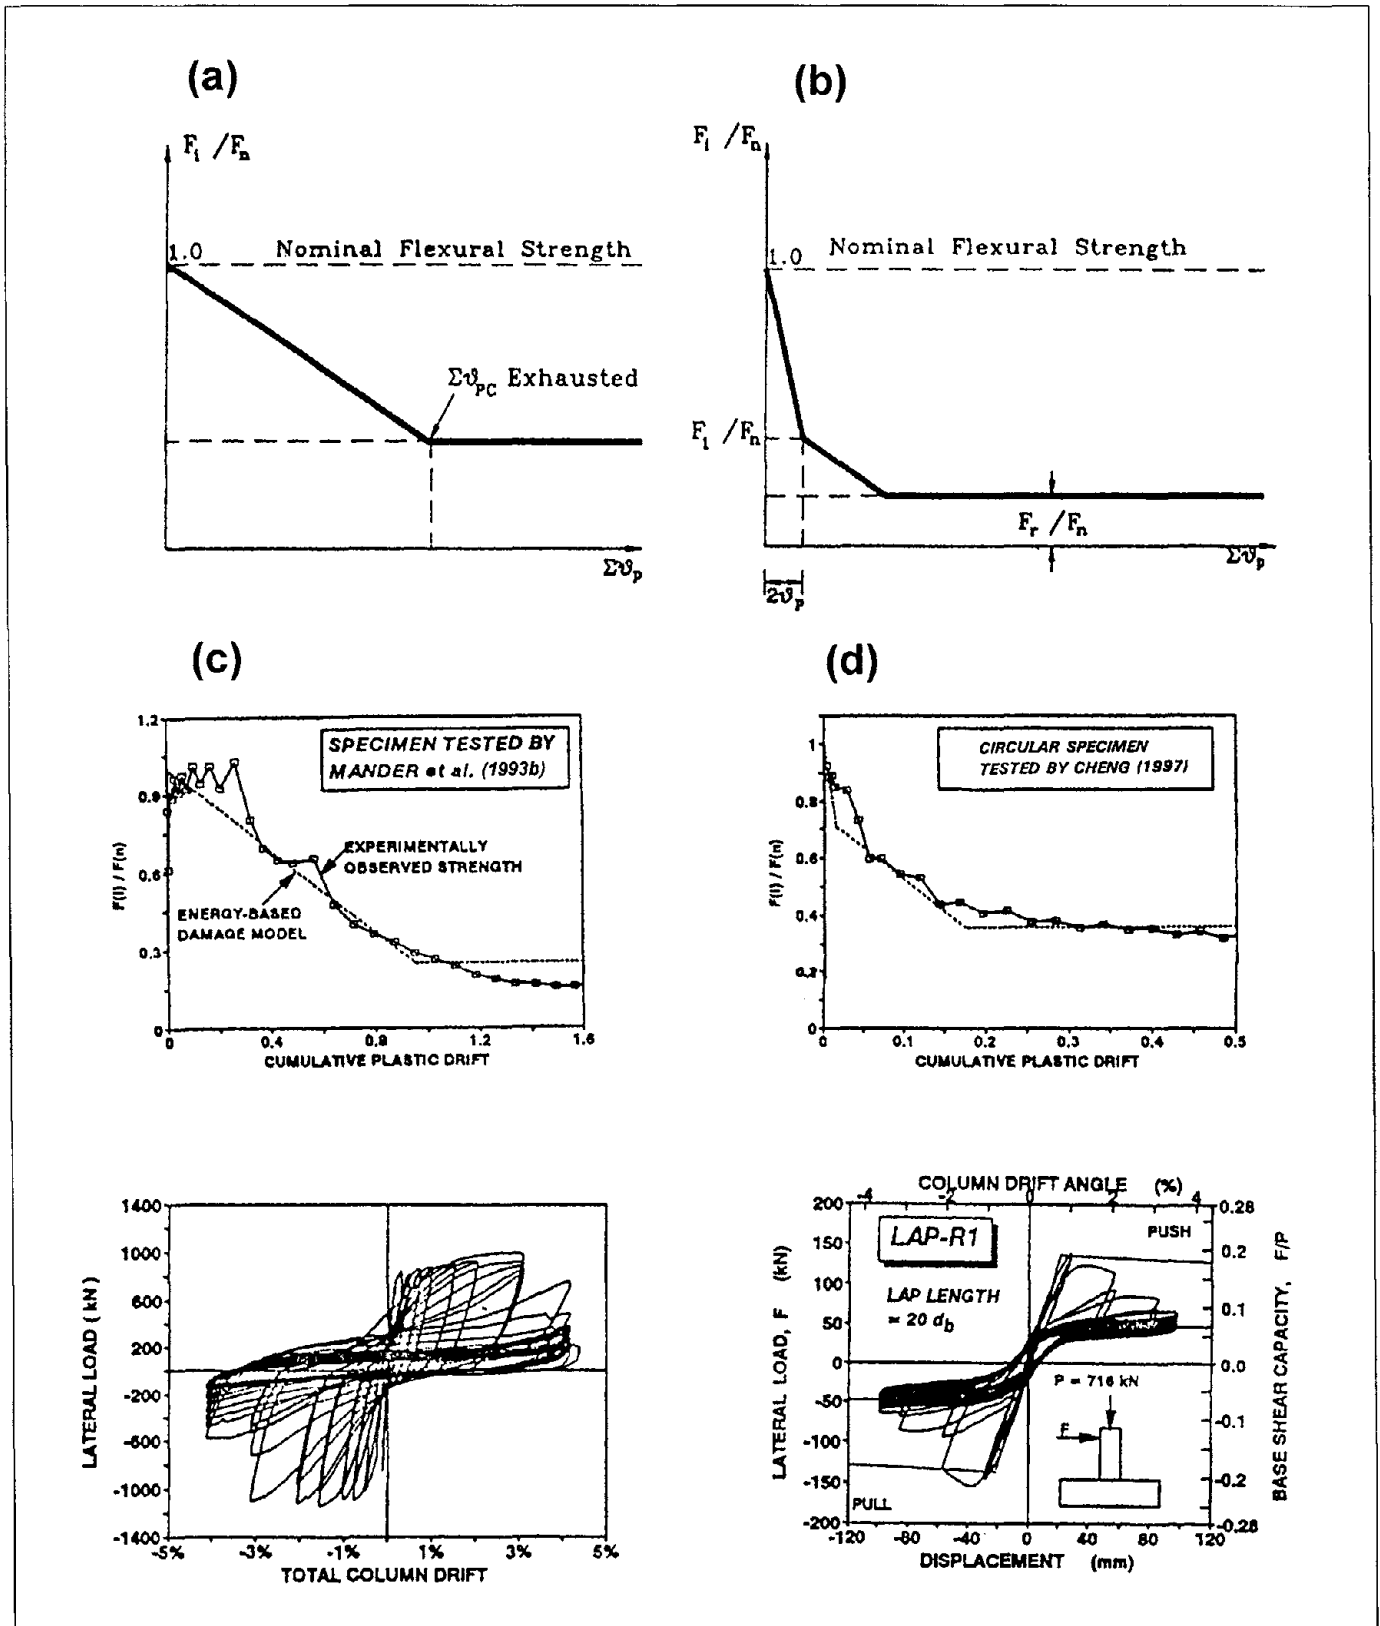 (a)
F_i /F_n
1.0
Nominal Flexural Strength
Σϑ_PC Exhausted
Σϑ_p
(b)
F_i /F_n
1.0
Nominal Flexural Strength
F_i /F_n
F_r /F_n
Σϑ_p
2ϑ_p
(c)
1.2
0.9
0.6
0.3
0
F(i) / F(n)
SPECIMEN TESTED BY
MANDER et al. (1993b)
EXPERIMENTALLY
OBSERVED STRENGTH
ENERGY-BASED
DAMAGE MODEL
0 0.4 0.8 1.2 1.6
CUMULATIVE PLASTIC DRIFT
(d)
1
0.8
0.6
0.4
0.2
0
F(i) / F(n)
CIRCULAR SPECIMEN
TESTED BY CHENG (1997)
0 0.1 0.2 0.3 0.4 0.5
CUMULATIVE PLASTIC DRIFT
1400
1000
600
200
-200
-600
-1000
-1400
LATERAL LOAD ( kN )
-5% -3% -1% 1% 3% 5%
TOTAL COLUMN DRIFT
COLUMN DRIFT ANGLE (%)
-4 -2 0 2 4
200
150
100
50
0
-50
-100
-150
-200
LATERAL LOAD, F (kN)
LAP-R1
LAP LENGTH
= 20 d_b
PUSH
P = 716 kN
F
PULL
0.28
0.2
0.1
0.0
-0.1
-0.2
-0.28
BASE SHEAR CAPACITY, F/P
-120 -80 -40 0 40 80 120
DISPLACEMENT (mm)